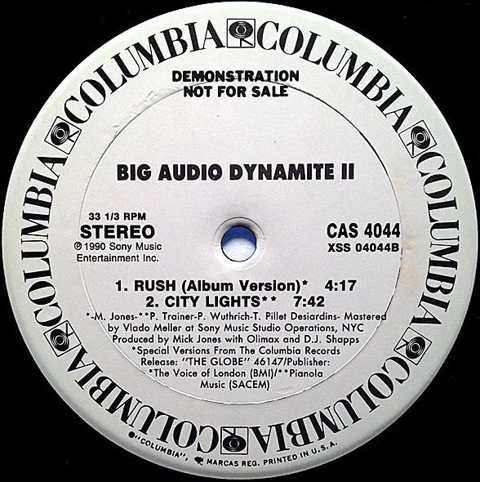 COLUMBIA COLUMBIA COLUMBIA COLUMBIA COLUMBIA COLUMBIA COLUMBIA
DEMONSTRATION
NOT FOR SALE
BIG AUDIO DYNAMITE II
33 1/3 RPM
STEREO
℗ 1990 Sony Music
Entertainment Inc.
CAS 4044
XSS 04044B
1. RUSH (Album Version)* 4:17
2. CITY LIGHTS** 7:42
*-M. Jones-**P. Trainer-P. Wuthrich-T. Pillet Desjardins- Mastered
by Vlado Meller at Sony Music Studio Operations, NYC
Produced by Mick Jones with Olimax and D.J. Shapps
*Special Versions From The Columbia Records
Release: "THE GLOBE" 46147/Publisher:
*The Voice of London (BMI)/**Pianola
Music (SACEM)
®"COLUMBIA", MARCAS REG. PRINTED IN U.S.A.